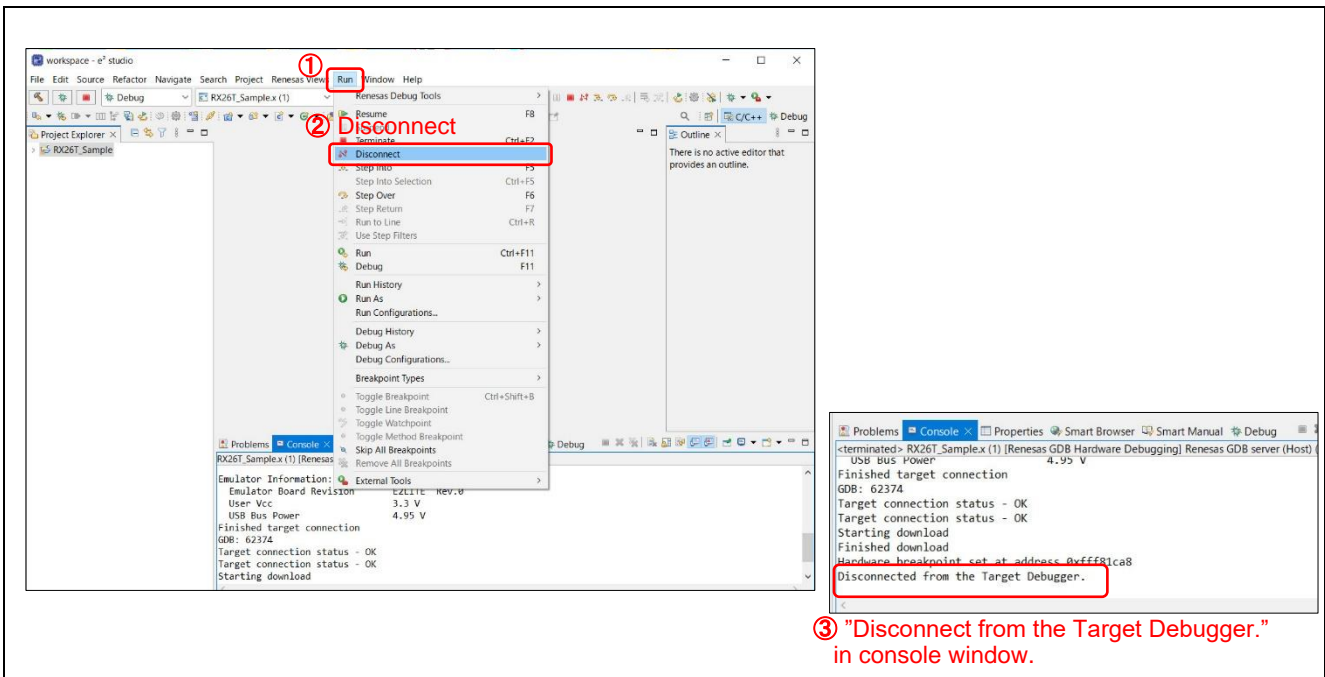 workspace - e² studio
①
File Edit Source Refactor Navigate Search Project Renesas Views Run Window Help
Debug RX26T_Sample.x (1)
Renesas Debug Tools
Resume F8
② Disconnect
Terminate Ctrl+F2
Disconnect
Step Into F5
Step Into Selection Ctrl+F5
Step Over F6
Step Return F7
Run to Line Ctrl+R
Use Step Filters
Run Ctrl+F11
Debug F11
Run History
Run As
Run Configurations...
Debug History
Debug As
Debug Configurations...
Breakpoint Types
Toggle Breakpoint Ctrl+Shift+B
Toggle Line Breakpoint
Toggle Watchpoint
Toggle Method Breakpoint
Skip All Breakpoints
Remove All Breakpoints
External Tools
C/C++ Debug
Project Explorer
RX26T_Sample
Outline
There is no active editor that
provides an outline.
Problems Console Debug
RX26T_Sample.x (1) [Renesas
Emulator Information:
Emulator Board Revision E2LITE Rev.0
User Vcc 3.3 V
USB Bus Power 4.95 V
Finished target connection
GDB: 62374
Target connection status - OK
Target connection status - OK
Starting download
Problems Console Properties Smart Browser Smart Manual Debug
<terminated> RX26T_Sample.x (1) [Renesas GDB Hardware Debugging] Renesas GDB server (Host) (
USB Bus Power 4.95 V
Finished target connection
GDB: 62374
Target connection status - OK
Target connection status - OK
Starting download
Finished download
Hardware breakpoint set at address 0xfff81ca8
Disconnected from the Target Debugger.
③ ”Disconnect from the Target Debugger.”
in console window.